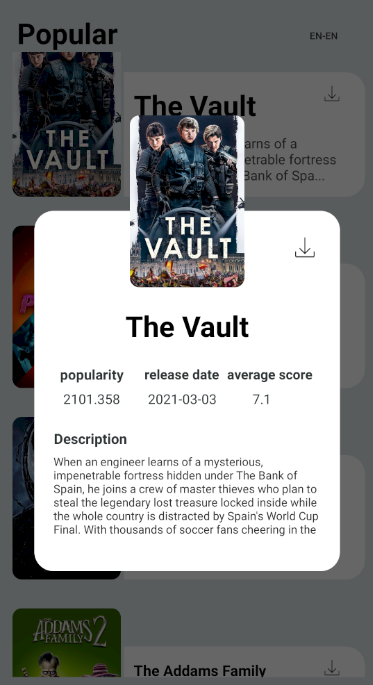 Popular
EN-EN
THE
VAULT
The Vault
arns of a
netrable fortress
Bank of Spa...
THE
VAULT
The Vault
popularity release date average score
2101.358 2021-03-03 7.1
Description
When an engineer learns of a mysterious,
impenetrable fortress hidden under The Bank of
Spain, he joins a crew of master thieves who plan to
steal the legendary lost treasure locked inside while
the whole country is distracted by Spain's World Cup
Final. With thousands of soccer fans cheering in the
THE
ADDAMS
FAMILY 2
The Addams Family